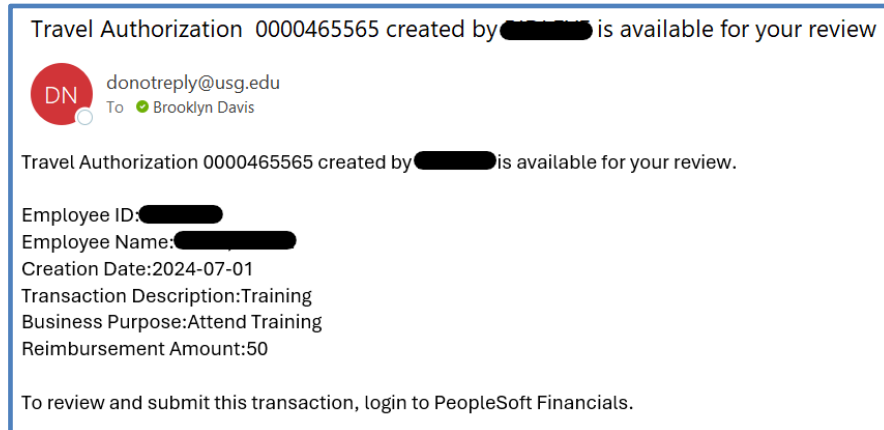 Travel Authorization 0000465565 created by is available for your review
DN
donotreply@usg.edu
To Brooklyn Davis
Travel Authorization 0000465565 created by is available for your review.
Employee ID:
Employee Name:
Creation Date:2024-07-01
Transaction Description:Training
Business Purpose:Attend Training
Reimbursement Amount:50
To review and submit this transaction, login to PeopleSoft Financials.